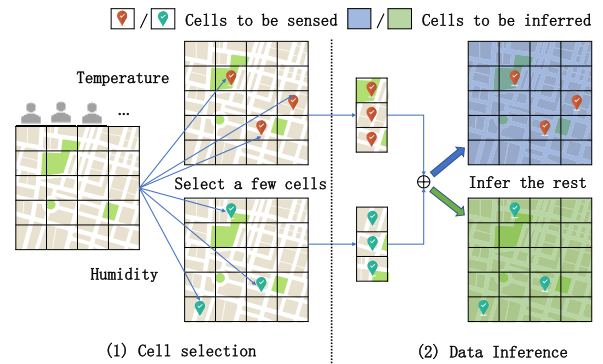 / Cells to be sensed / Cells to be inferred
Temperature
...
Select a few cells
Infer the rest
Humidity
(1) Cell selection
(2) Data Inference